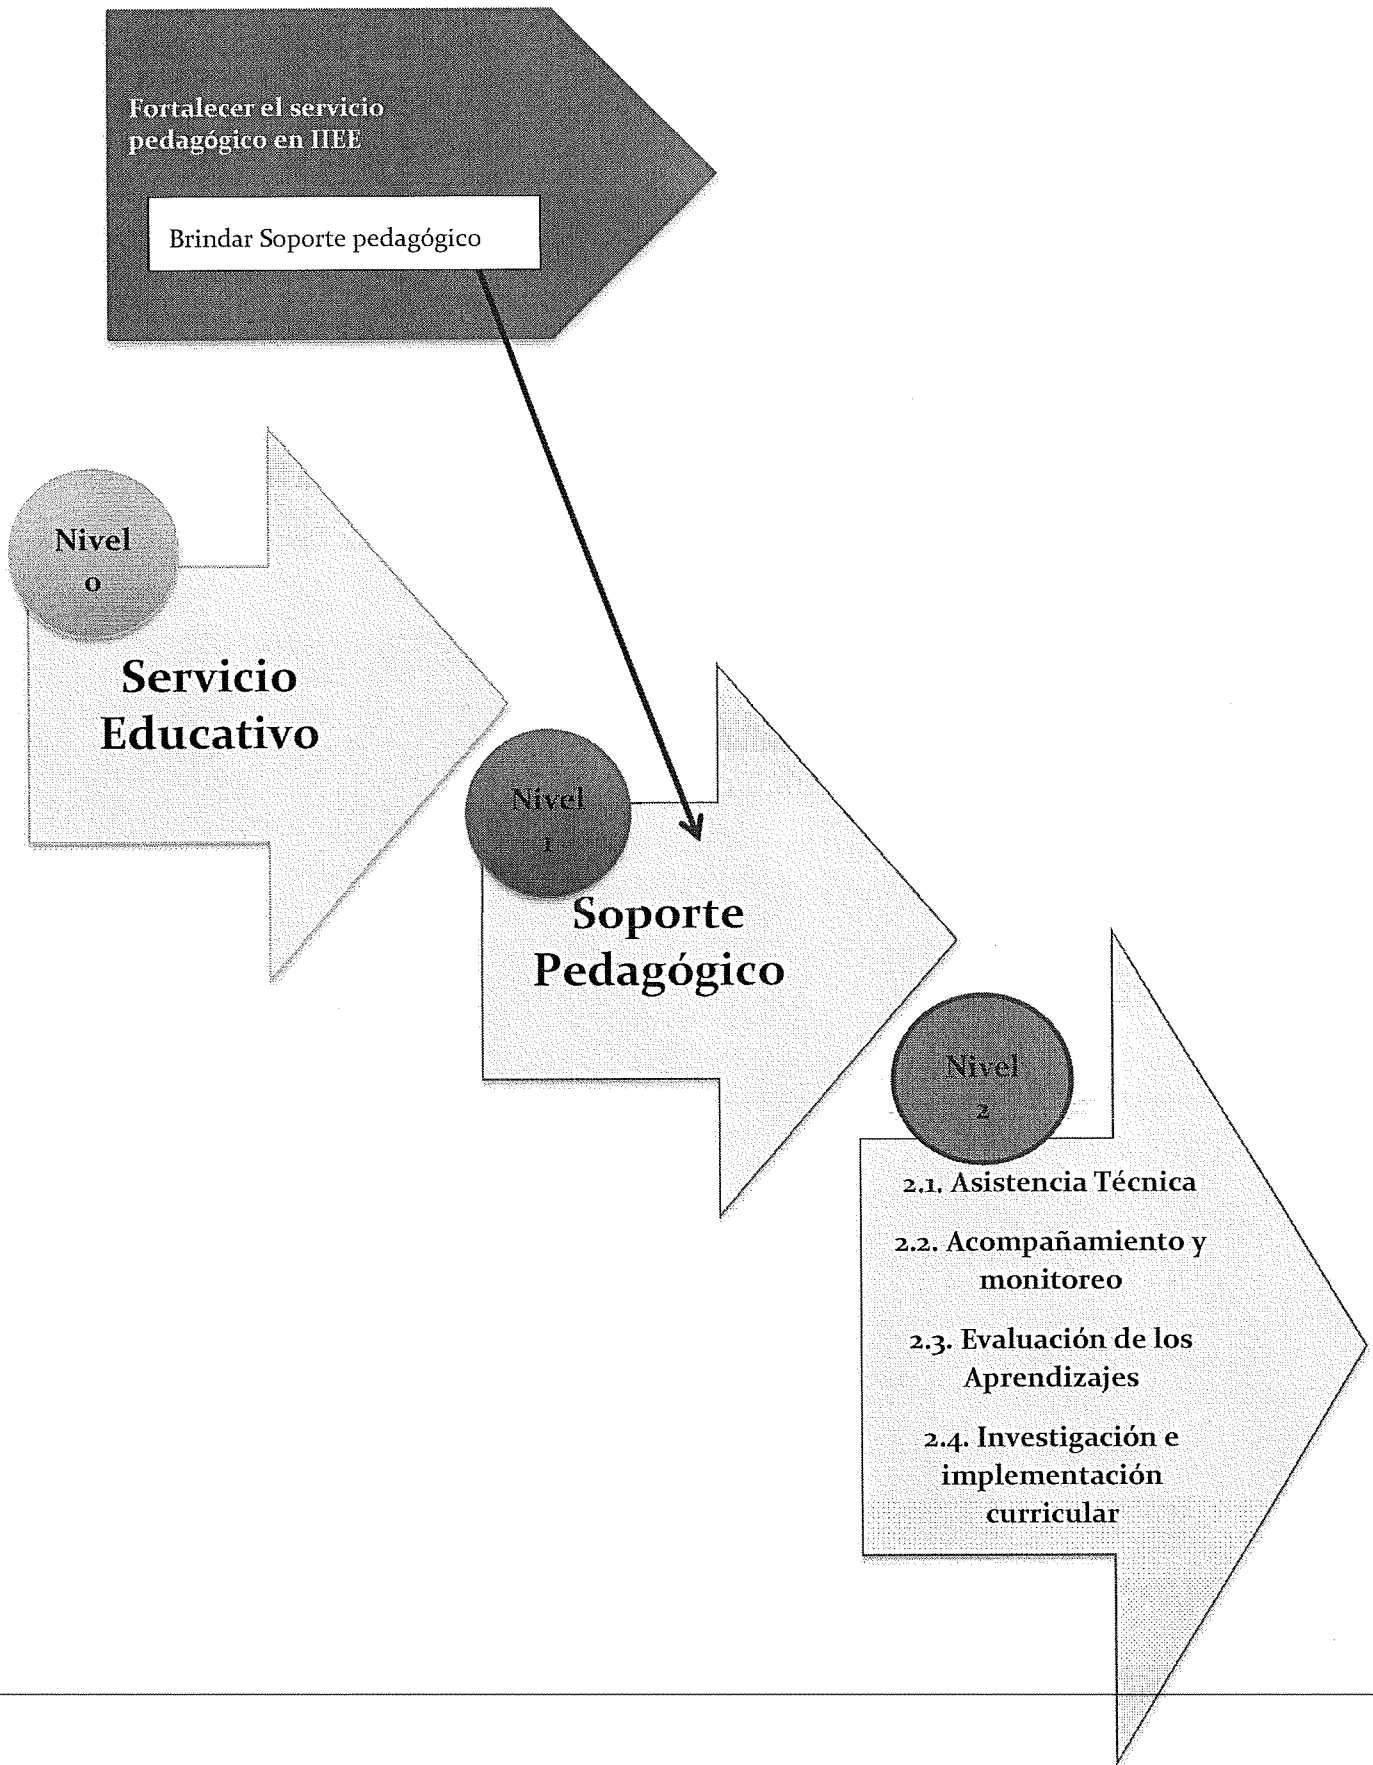 Fortalecer el servicio
pedagógico en IIEE
Brindar Soporte pedagógico
Nivel
0
Servicio
Educativo
Nivel
1
Soporte
Pedagógico
Nivel
2
2.1. Asistencia Técnica
2.2. Acompañamiento y
monitoreo
2.3. Evaluación de los
Aprendizajes
2.4. Investigación e
implementación
curricular